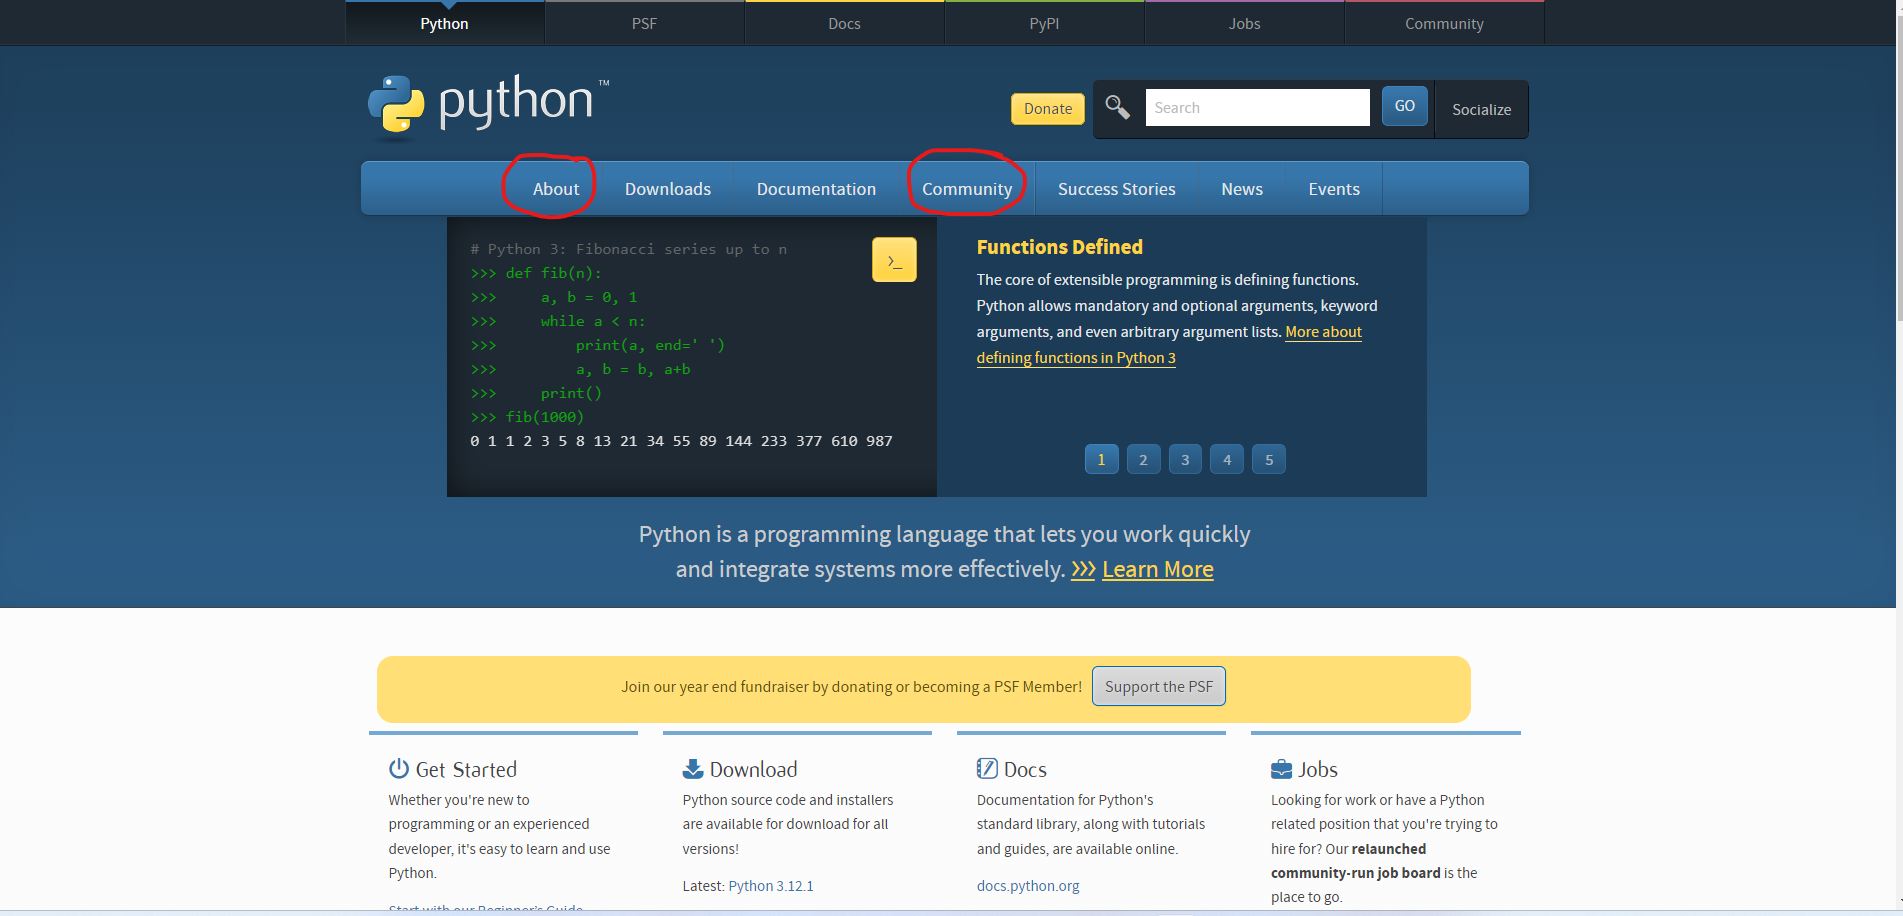 Python PSF Docs PyPI Jobs Community
python™
Donate Search GO Socialize
About Downloads Documentation Community Success Stories News Events
# Python 3: Fibonacci series up to n
>>> def fib(n):
>>>     a, b = 0, 1
>>>     while a < n:
>>>         print(a, end=' ')
>>>         a, b = b, a+b
>>>     print()
>>> fib(1000)
0 1 1 2 3 5 8 13 21 34 55 89 144 233 377 610 987
>_
Functions Defined
The core of extensible programming is defining functions.
Python allows mandatory and optional arguments, keyword
arguments, and even arbitrary argument lists. More about
defining functions in Python 3
1 2 3 4 5
Python is a programming language that lets you work quickly
and integrate systems more effectively. >>> Learn More
Join our year end fundraiser by donating or becoming a PSF Member! Support the PSF
Get Started
Whether you're new to
programming or an experienced
developer, it's easy to learn and use
Python.
Start with our Beginner's Guide
Download
Python source code and installers
are available for download for all
versions!
Latest: Python 3.12.1
Docs
Documentation for Python's
standard library, along with tutorials
and guides, are available online.
docs.python.org
Jobs
Looking for work or have a Python
related position that you're trying to
hire for? Our relaunched
community-run job board is the
place to go.